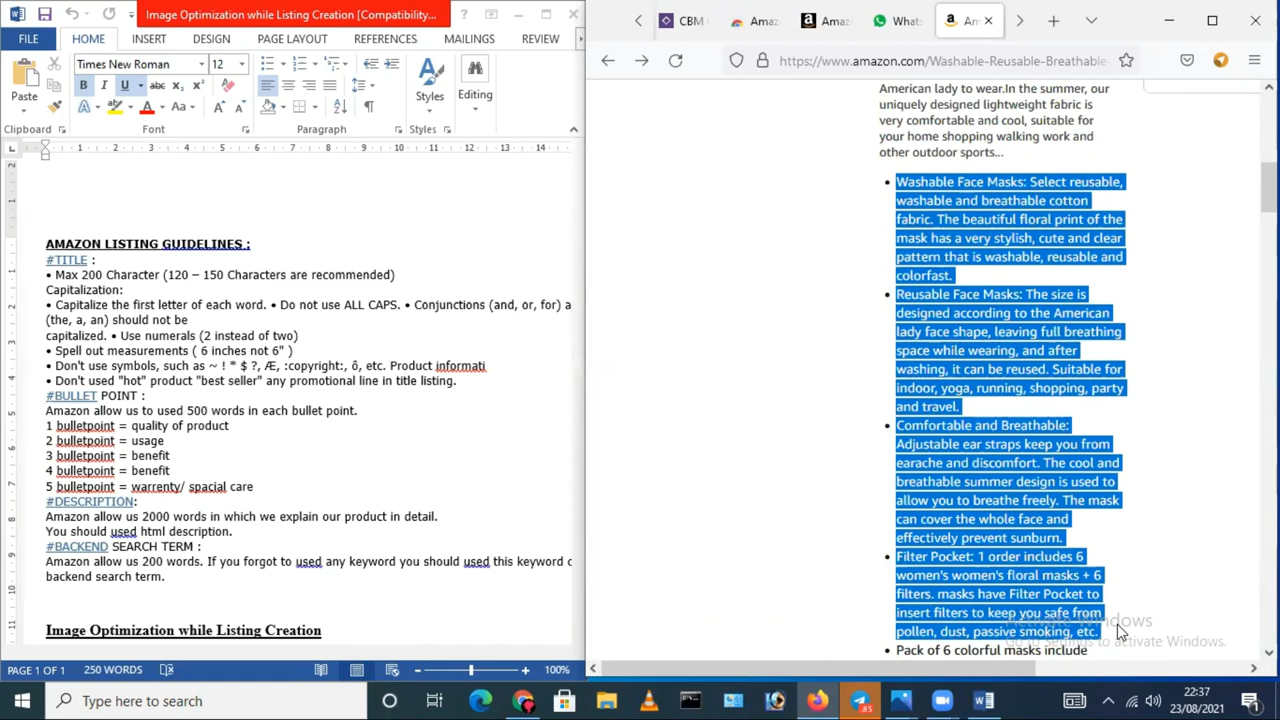 Image Optimization while Listing Creation [Compatibility...
FILE HOME INSERT DESIGN PAGE LAYOUT REFERENCES MAILINGS REVIEW
Times New Roman 12
Paste
Styles
Editing
Clipboard Font Paragraph Styles
1 2 3 4 5 6 7 8 9 10 11 12 13 14
AMAZON LISTING GUIDELINES :
#TITLE :
• Max 200 Character (120 – 150 Characters are recommended)
Capitalization:
• Capitalize the first letter of each word. • Do not use ALL CAPS. • Conjunctions (and, or, for) a
(the, a, an) should not be
capitalized. • Use numerals (2 instead of two)
• Spell out measurements ( 6 inches not 6" )
• Don't use symbols, such as ~ ! * $ ?, Æ, :copyright:, ô, etc. Product informati
• Don't used "hot" product "best seller" any promotional line in title listing.
#BULLET POINT :
Amazon allow us to used 500 words in each bullet point.
1 bulletpoint = quality of product
2 bulletpoint = usage
3 bulletpoint = benefit
4 bulletpoint = benefit
5 bulletpoint = warrenty/ spacial care
#DESCRIPTION:
Amazon allow us 2000 words in which we explain our product in detail.
You should used html description.
#BACKEND SEARCH TERM :
Amazon allow us 200 words. If you forgot to used any keyword you should used this keyword o
backend search term.
Image Optimization while Listing Creation
PAGE 1 OF 1 250 WORDS 100%
CBM Amaz Amaz What Am
https://www.amazon.com/Washable-Reusable-Breathable-
American lady to wear.In the summer, our
uniquely designed lightweight fabric is
very comfortable and cool, suitable for
your home shopping walking work and
other outdoor sports...
• Washable Face Masks: Select reusable,
washable and breathable cotton
fabric. The beautiful floral print of the
mask has a very stylish, cute and clear
pattern that is washable, reusable and
colorfast.
• Reusable Face Masks: The size is
designed according to the American
lady face shape, leaving full breathing
space while wearing, and after
washing, it can be reused. Suitable for
indoor, yoga, running, shopping, party
and travel.
• Comfortable and Breathable:
Adjustable ear straps keep you from
earache and discomfort. The cool and
breathable summer design is used to
allow you to breathe freely. The mask
can cover the whole face and
effectively prevent sunburn.
• Filter Pocket: 1 order includes 6
women's women's floral masks + 6
filters. masks have Filter Pocket to
insert filters to keep you safe from
pollen, dust, passive smoking, etc.
• Pack of 6 colorful masks include
Activate Windows
Go to Settings to activate Windows.
Type here to search
22:37
23/08/2021